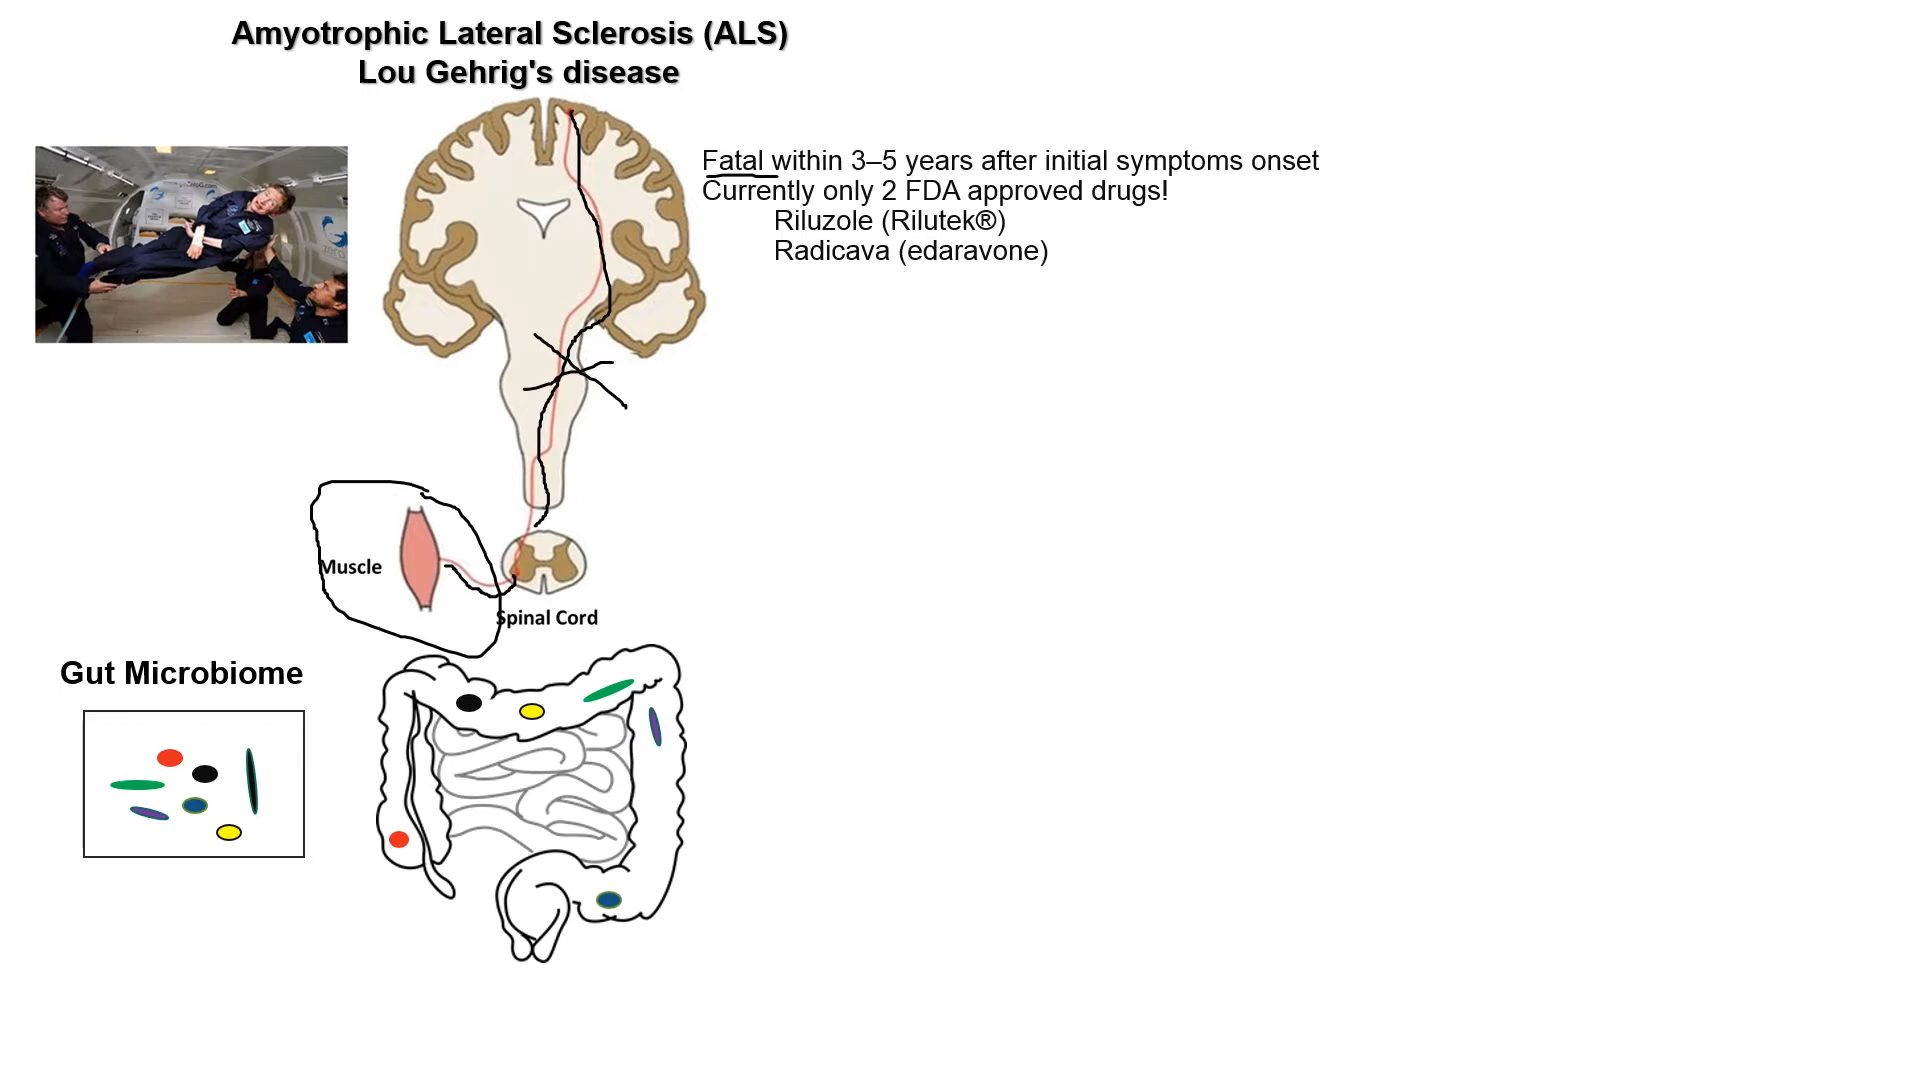 Amyotrophic Lateral Sclerosis (ALS)
Lou Gehrig's disease
Fatal within 3–5 years after initial symptoms onset
Currently only 2 FDA approved drugs!
Riluzole (Rilutek®)
Radicava (edaravone)
Muscle
Spinal Cord
Gut Microbiome